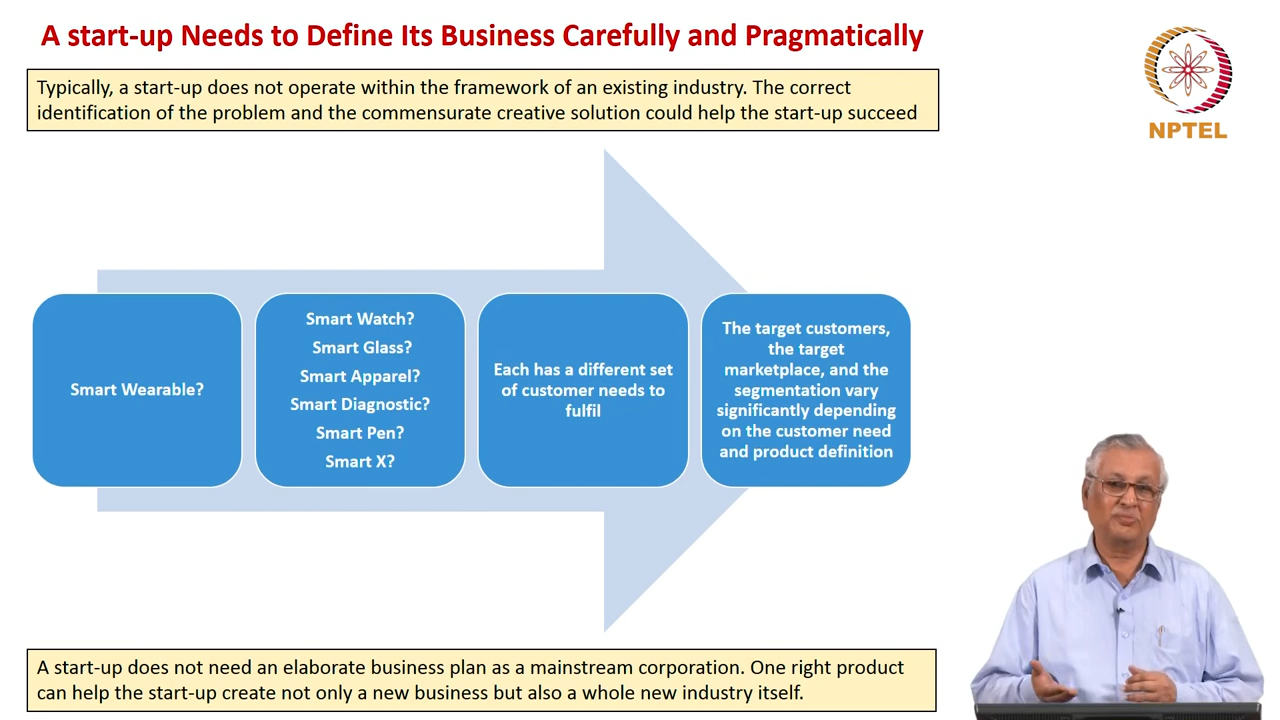 A start-up Needs to Define Its Business Carefully and Pragmatically
NPTEL
Typically, a start-up does not operate within the framework of an existing industry. The correct
identification of the problem and the commensurate creative solution could help the start-up succeed
Smart Wearable?
Smart Watch?
Smart Glass?
Smart Apparel?
Smart Diagnostic?
Smart Pen?
Smart X?
Each has a different set
of customer needs to
fulfil
The target customers,
the target
marketplace, and the
segmentation vary
significantly depending
on the customer need
and product definition
A start-up does not need an elaborate business plan as a mainstream corporation. One right product
can help the start-up create not only a new business but also a whole new industry itself.